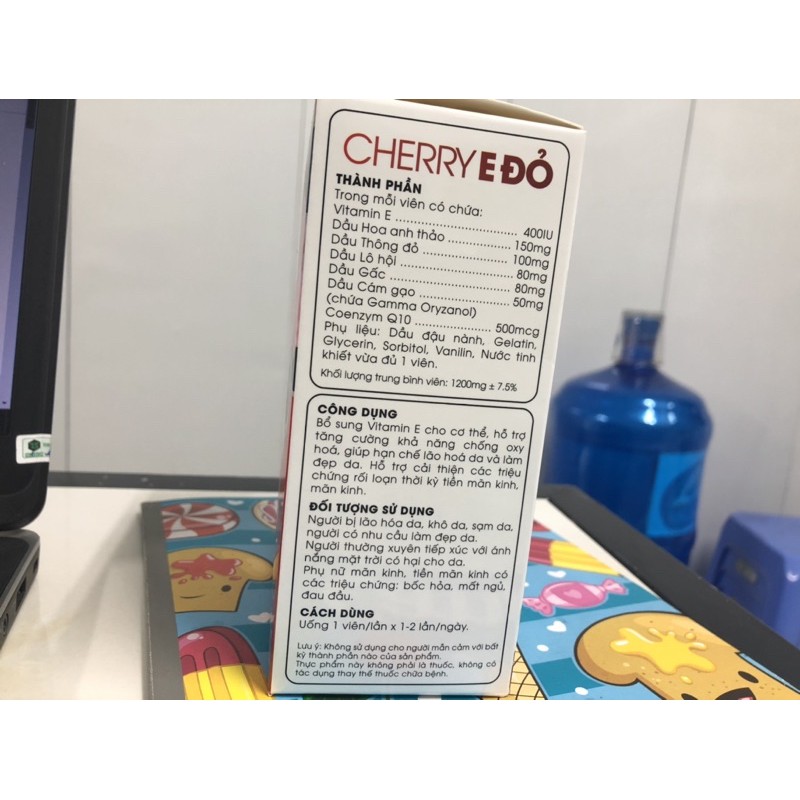 CHERRY E ĐỎ
THÀNH PHẦN
Trong mỗi viên có chứa:
Vitamin E ................................ 400IU
Dầu Hoa anh thảo ................ 150mg
Dầu Thông đỏ ...................... 100mg
Dầu Lô hội ............................ 80mg
Dầu Gấc ............................... 80mg
Dầu Cám gạo ....................... 50mg
(chứa Gamma Oryzanol)
Coenzym Q10 ................... 500mcg
Phụ liệu: Dầu đậu nành, Gelatin,
Glycerin, Sorbitol, Vanilin, Nước tinh
khiết vừa đủ 1 viên.
Khối lượng trung bình viên: 1200mg ± 7.5%
CÔNG DỤNG
Bổ sung Vitamin E cho cơ thể, hỗ trợ
tăng cường khả năng chống oxy
hoá, giúp hạn chế lão hoá da và làm
đẹp da. Hỗ trợ cải thiện các triệu
chứng rối loạn thời kỳ tiền mãn kinh,
mãn kinh.
ĐỐI TƯỢNG SỬ DỤNG
Người bị lão hóa da, khô da, sạm da,
người có nhu cầu làm đẹp da.
Người thường xuyên tiếp xúc với ánh
nắng mặt trời có hại cho da.
Phụ nữ mãn kinh, tiền mãn kinh có
các triệu chứng: bốc hỏa, mất ngủ,
đau đầu.
CÁCH DÙNG
Uống 1 viên/lần x 1-2 lần/ngày.
Lưu ý: Không sử dụng cho người mẫn cảm với bất
kỳ thành phần nào của sản phẩm.
Thực phẩm này không phải là thuốc, không có
tác dụng thay thế thuốc chữa bệnh.